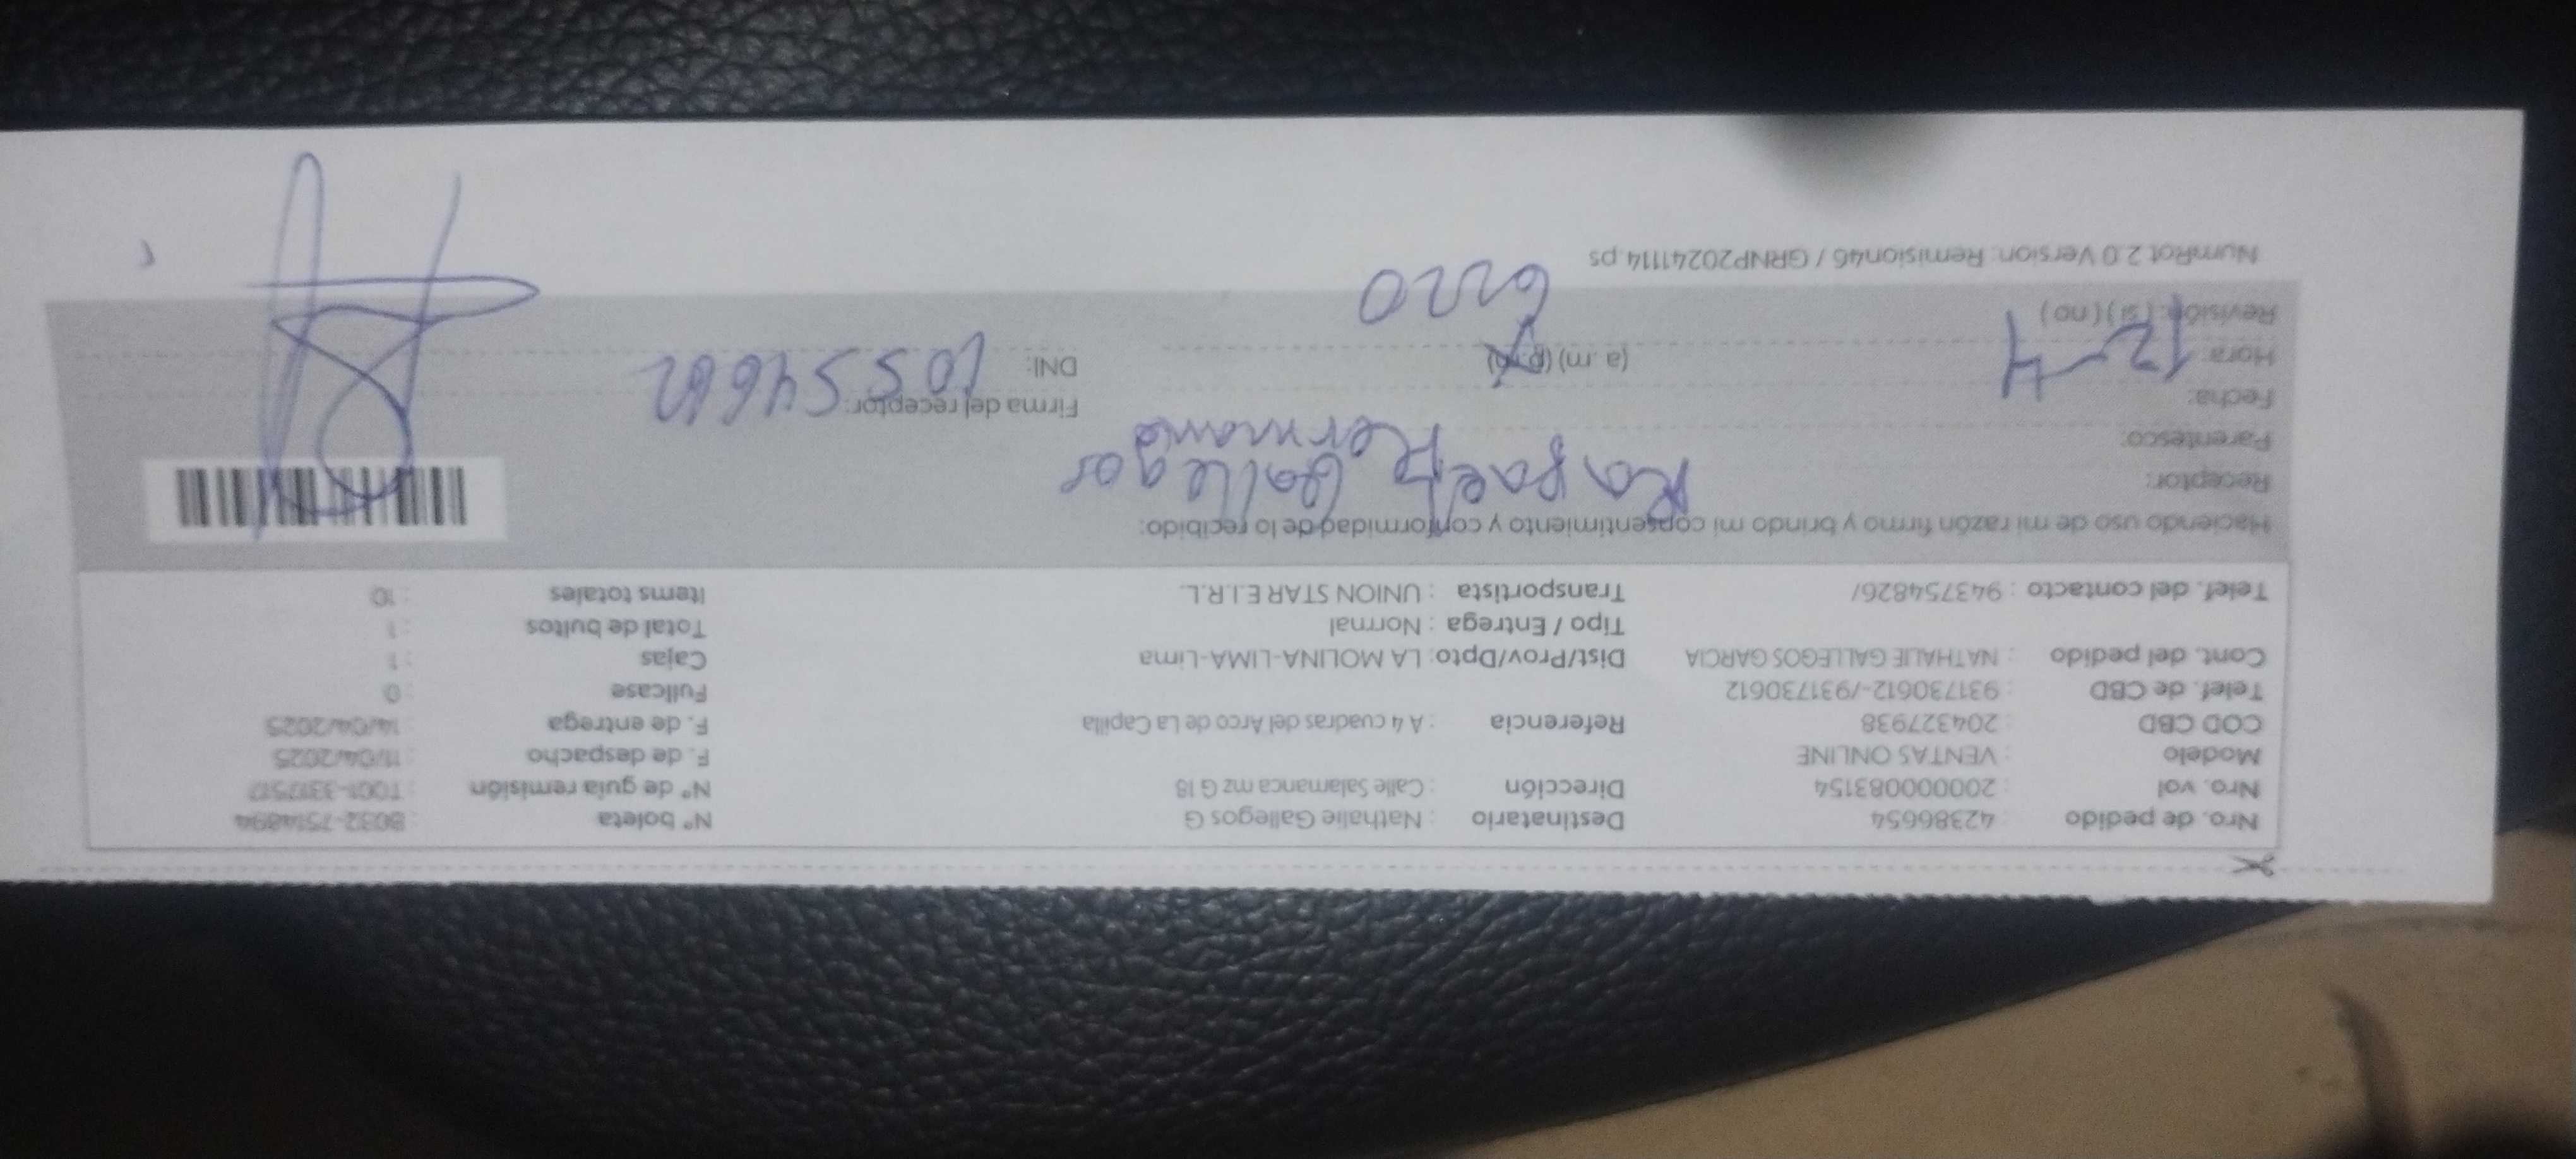 Nro. de pedido : 42386654 Destinatario : Nathalie Gallegos G N° boleta : B032-75144894
Nro. vol : 20000083154 Dirección : Calle Salamanca mz G 18 N° de guía remisión : T001-3317517
Modelo : VENTAS ONLINE F. de despacho : 11/04/2025
COD CBD : 204327938 Referencia : A 4 cuadras del Arco de La Capilla F. de entrega : 14/04/2025
Telef. de CBD : 931730612-/931730612 Fullcase : 0
Cont. del pedido : NATHALIE GALLEGOS GARCIA Dist/Prov/Dpto : LA MOLINA-LIMA-Lima Cajas : 1
Tipo / Entrega : Normal Total de bultos : 1
Telef. del contacto : 943754826/ Transportista : UNION STAR E.I.R.L. Items totales : 10
Haciendo uso de mi razón firmo y brindo mi consentimiento y conformidad de lo recibido:
Receptor: Rafael Gallegos
Parentesco: Hermano
Fecha: 12-4 Firma del receptor:
Hora: (a. m) (p. m) 6:20 DNI: 10554662
Revisión: ( si ) ( no )
NumRot 2.0 Version: Remision46 / GRNP20241114.ps